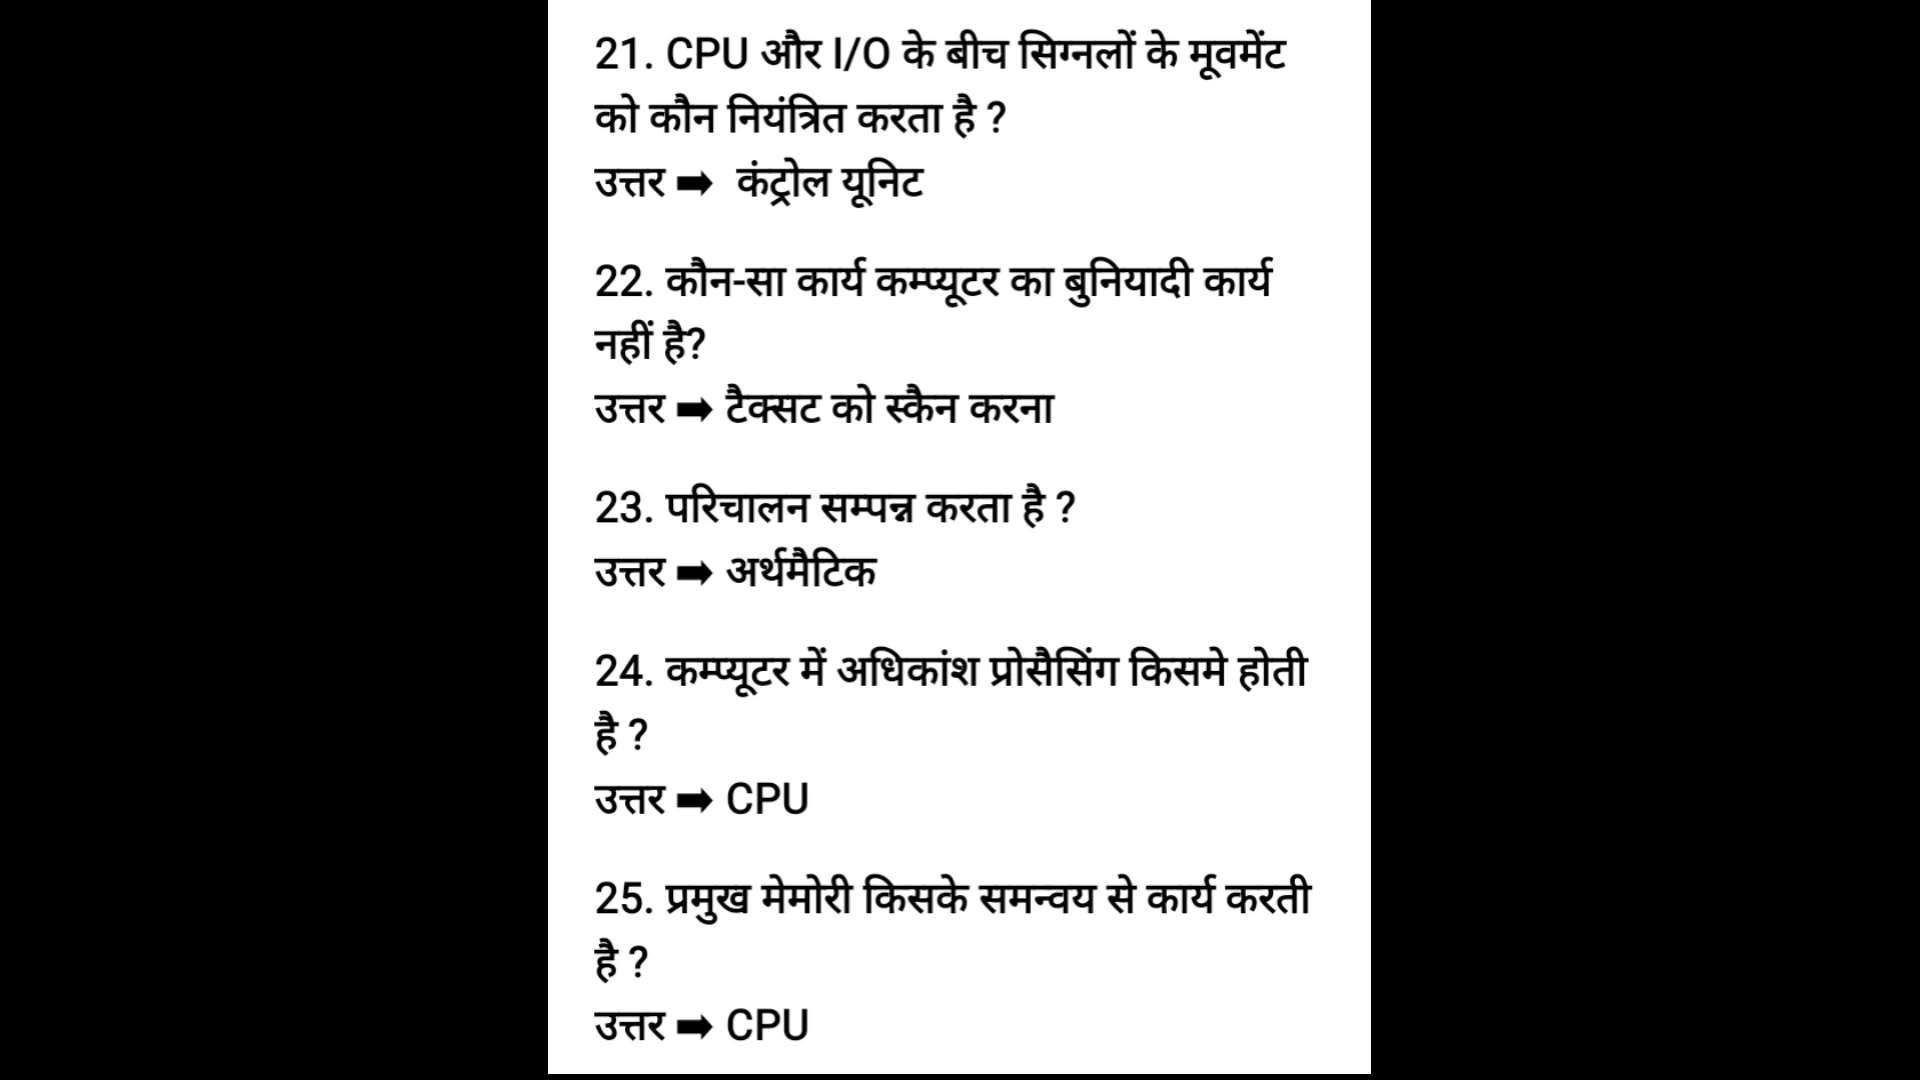 21. CPU और I/O के बीच सिग्नलों के मूवमेंट
को कौन नियंत्रित करता है ?
उत्तर ➡ कंट्रोल यूनिट
22. कौन-सा कार्य कम्प्यूटर का बुनियादी कार्य
नहीं है?
उत्तर ➡ टैक्सट को स्कैन करना
23. परिचालन सम्पन्न करता है ?
उत्तर ➡ अर्थमैटिक
24. कम्प्यूटर में अधिकांश प्रोसैसिंग किसमे होती
है ?
उत्तर ➡ CPU
25. प्रमुख मेमोरी किसके समन्वय से कार्य करती
है ?
उत्तर ➡ CPU